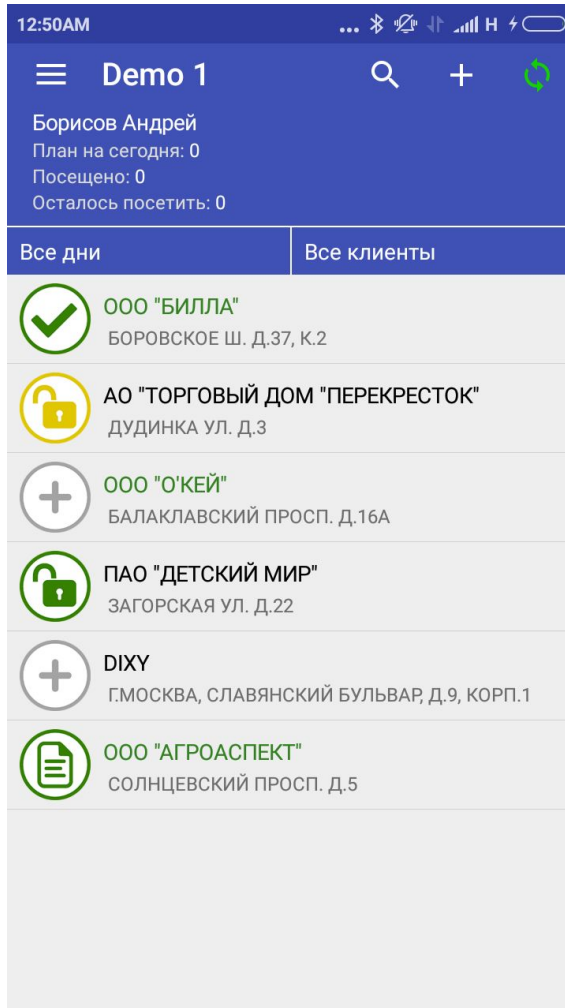 12:50AM
... H
Demo 1
Борисов Андрей
План на сегодня: 0
Посещено: 0
Осталось посетить: 0
Все дни
Все клиенты
ООО "БИЛЛА"
БОРОВСКОЕ Ш. Д.37, К.2
АО "ТОРГОВЫЙ ДОМ "ПЕРЕКРЕСТОК"
ДУДИНКА УЛ. Д.3
ООО "О'КЕЙ"
БАЛАКЛАВСКИЙ ПРОСП. Д.16А
ПАО "ДЕТСКИЙ МИР"
ЗАГОРСКАЯ УЛ. Д.22
DIXY
Г.МОСКВА, СЛАВЯНСКИЙ БУЛЬВАР, Д.9, КОРП.1
ООО "АГРОАСПЕКТ"
СОЛНЦЕВСКИЙ ПРОСП. Д.5